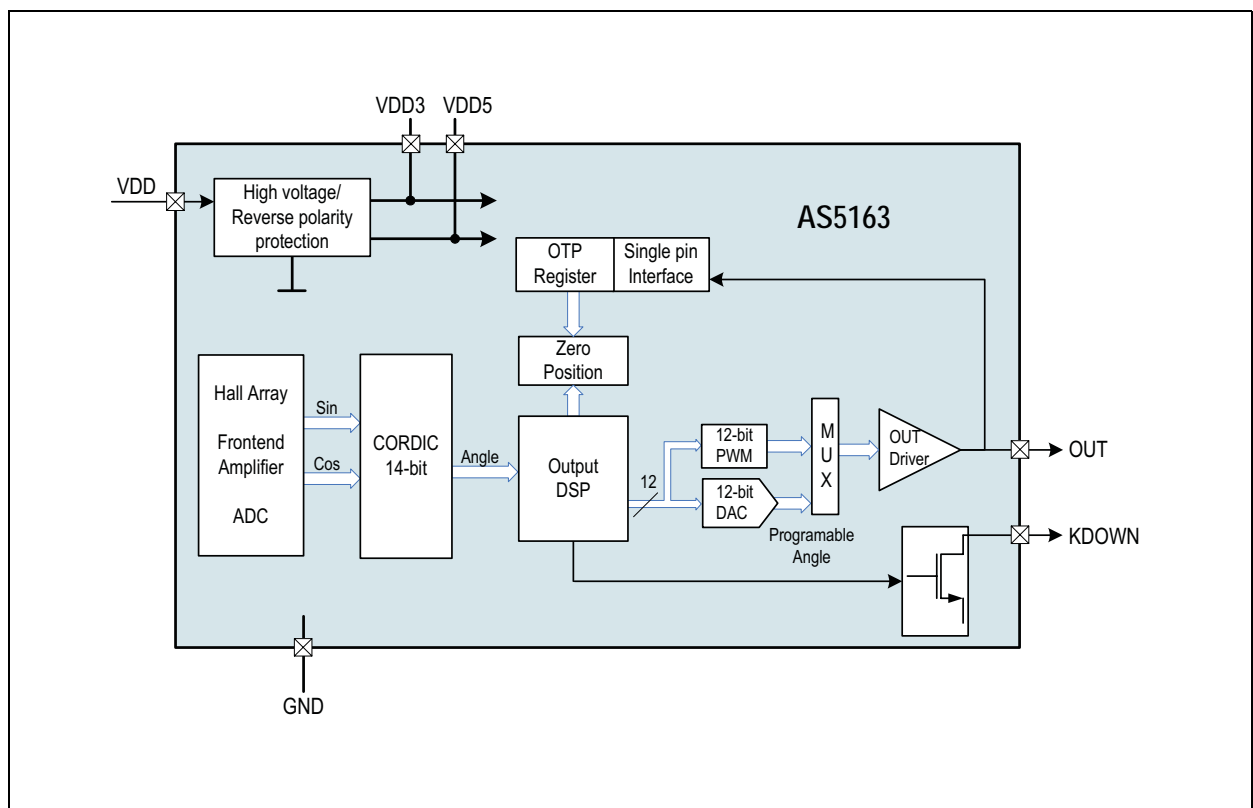 VDD3
VDD5
VDD
High voltage/
Reverse polarity
protection
AS5163
OTP
Register
Single pin
Interface
Zero
Position
Hall Array
Frontend
Amplifier
ADC
Sin
Cos
CORDIC
14-bit
Angle
Output
DSP
12
12-bit
PWM
12-bit
DAC
M
U
X
OUT
Driver
OUT
Programable
Angle
KDOWN
GND